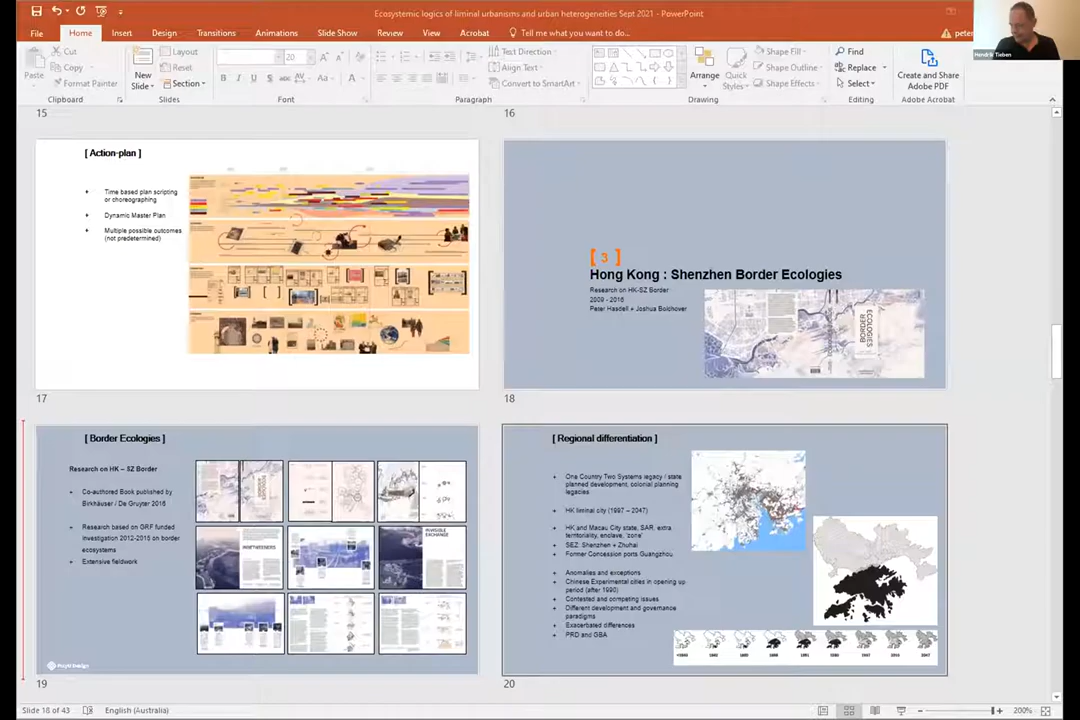 Ecosystemic logics of liminal urbanisms and urban heterogeneities Sept 2021 - PowerPoint
File Home Insert Design Transitions Animations Slide Show Review View Acrobat Tell me what you want to do...
Hendrik Tieben
Paste
Cut
Copy
Format Painter
Clipboard
New
Slide
Layout
Reset
Section
Slides
20
Font
Text Direction
Align Text
Convert to SmartArt
Paragraph
Arrange
Quick
Styles
Shape Fill
Shape Outline
Shape Effects
Drawing
Find
Replace
Select
Editing
Create and Share
Adobe PDF
Adobe Acrobat
15
16
[ Action-plan ]
Time based plan scripting
or choreographing
Dynamic Master Plan
Multiple possible outcomes
(not predetermined)
17
[ 3 ]
Hong Kong : Shenzhen Border Ecologies
Research on HK-SZ Border
2009 - 2016
Peter Hasdell + Joshua Bolchover
BORDER
ECOLOGIES
18
[ Border Ecologies ]
Research on HK – SZ Border
Co-authored Book published by
Birkhäuser / De Gruyter 2016
Research based on GRF funded
investigation 2012-2015 on border
ecosystems
Extensive fieldwork
INVISIBLE
EXCHANGE
19
[ Regional differentiation ]
One Country Two Systems legacy / state
planned development, colonial planning
legacies
HK liminal city (1997 – 2047)
HK and Macau City state, SAR, extra
territoriality, enclave, 'zone'
SEZ: Shenzhen + Zhuhai
Former Concession ports Guangzhou
Anomalies and exceptions
Chinese Experimental cities in opening up
period (after 1980)
Contested and competing issues
Different development and governance
paradigms
Exacerbated differences
PRD and GBA
2047
20
Slide 18 of 43 English (Australia) 200%